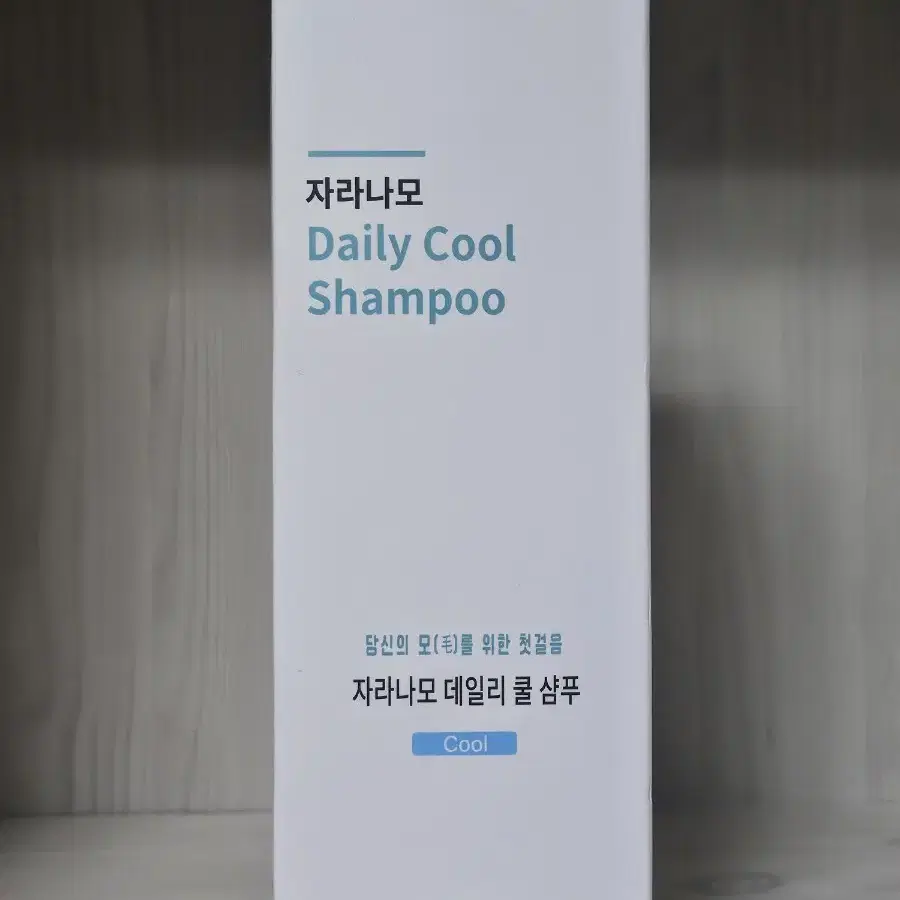 자라나모
Daily Cool
Shampoo
당신의 모(毛)를 위한 첫걸음
자라나모 데일리 쿨 샴푸
Cool